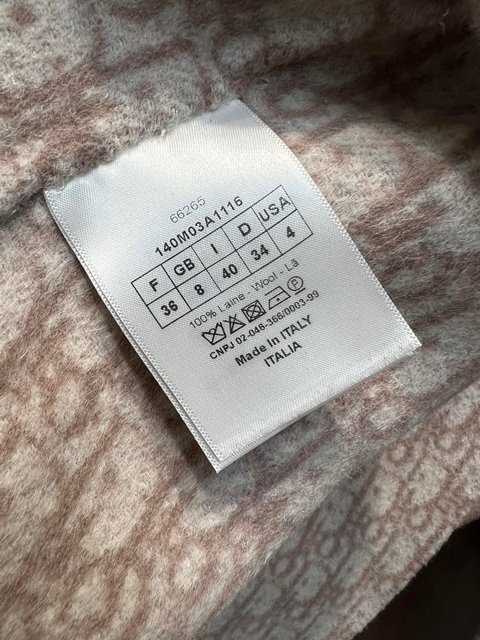 66265
140M03A1116
F GB I D USA
36 8 40 34 4
100% Laine - Wool - Lã
CNPJ 02-046-366/0003-99
Made In ITALY
ITALIA